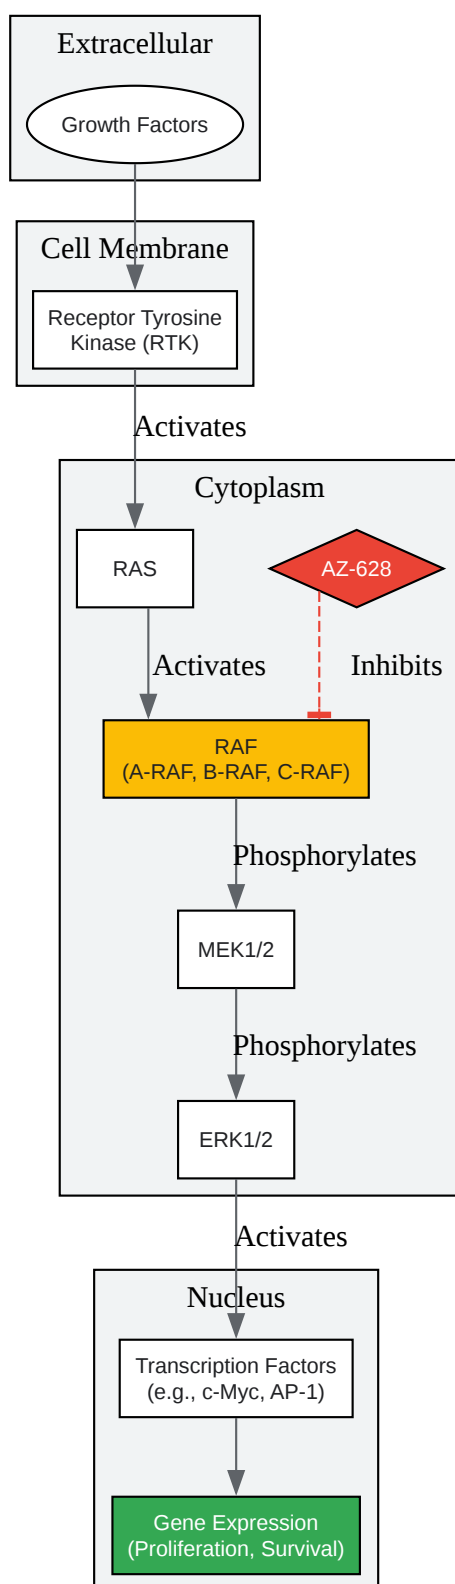 Extracellular
Growth Factors
Cell Membrane
Receptor Tyrosine
Kinase (RTK)
Activates
Cytoplasm
RAS
AZ-628
Activates
Inhibits
RAF
(A-RAF, B-RAF, C-RAF)
Phosphorylates
MEK1/2
Phosphorylates
ERK1/2
Activates
Nucleus
Transcription Factors
(e.g., c-Myc, AP-1)
Gene Expression
(Proliferation, Survival)